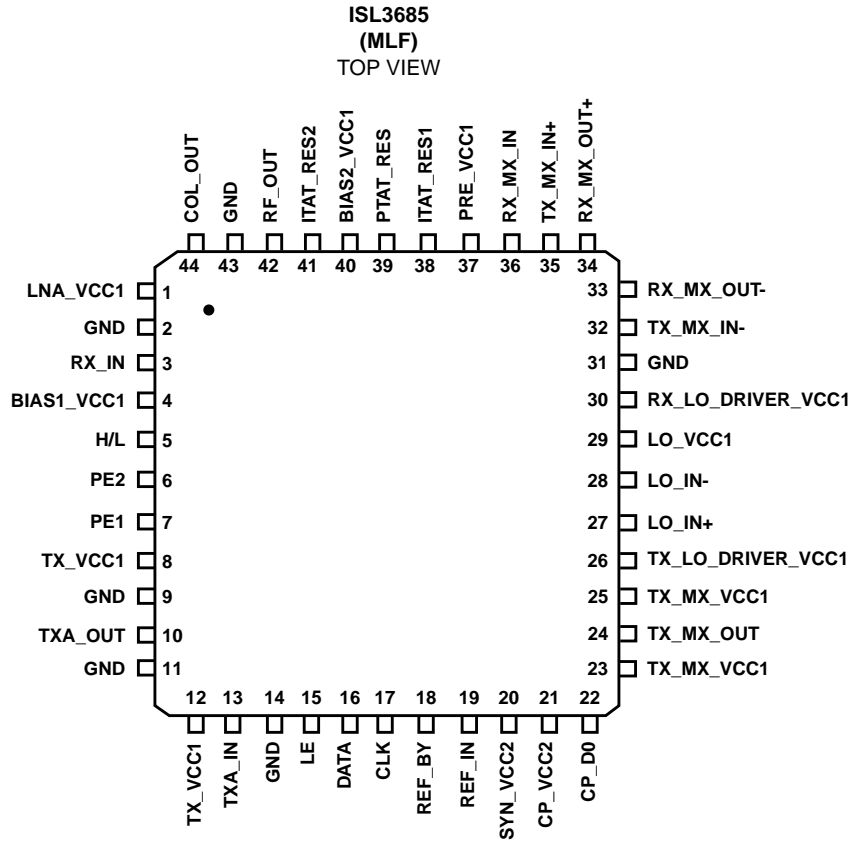 ISL3685
(MLF)
TOP VIEW
COL_OUT
GND
RF_OUT
ITAT_RES2
BIAS2_VCC1
PTAT_RES
ITAT_RES1
PRE_VCC1
RX_MX_IN
TX_MX_IN+
RX_MX_OUT+
44 43 42 41 40 39 38 37 36 35 34
LNA_VCC1 1
GND 2
RX_IN 3
BIAS1_VCC1 4
H/L 5
PE2 6
PE1 7
TX_VCC1 8
GND 9
TXA_OUT 10
GND 11
33 RX_MX_OUT-
32 TX_MX_IN-
31 GND
30 RX_LO_DRIVER_VCC1
29 LO_VCC1
28 LO_IN-
27 LO_IN+
26 TX_LO_DRIVER_VCC1
25 TX_MX_VCC1
24 TX_MX_OUT
23 TX_MX_VCC1
12 13 14 15 16 17 18 19 20 21 22
TX_VCC1
TXA_IN
GND
LE
DATA
CLK
REF_BY
REF_IN
SYN_VCC2
CP_VCC2
CP_D0